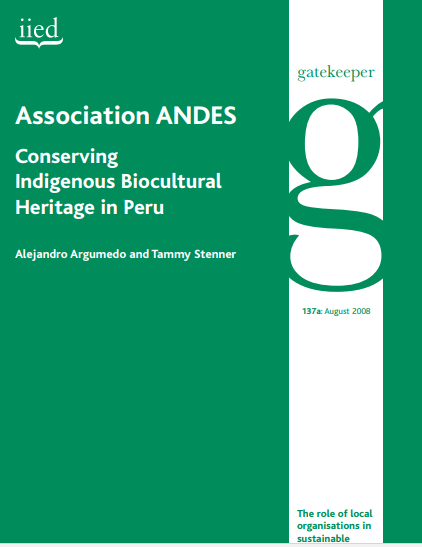 iied
gatekeeper
Association ANDES
Conserving
Indigenous Biocultural
Heritage in Peru
Alejandro Argumedo and Tammy Stenner
g
137a: August 2008
The role of local
organisations in
sustainable